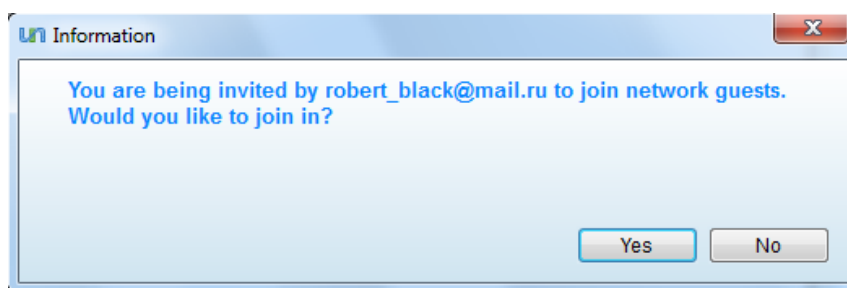 un Information
You are being invited by robert_black@mail.ru to join network guests.
Would you like to join in?
Yes No